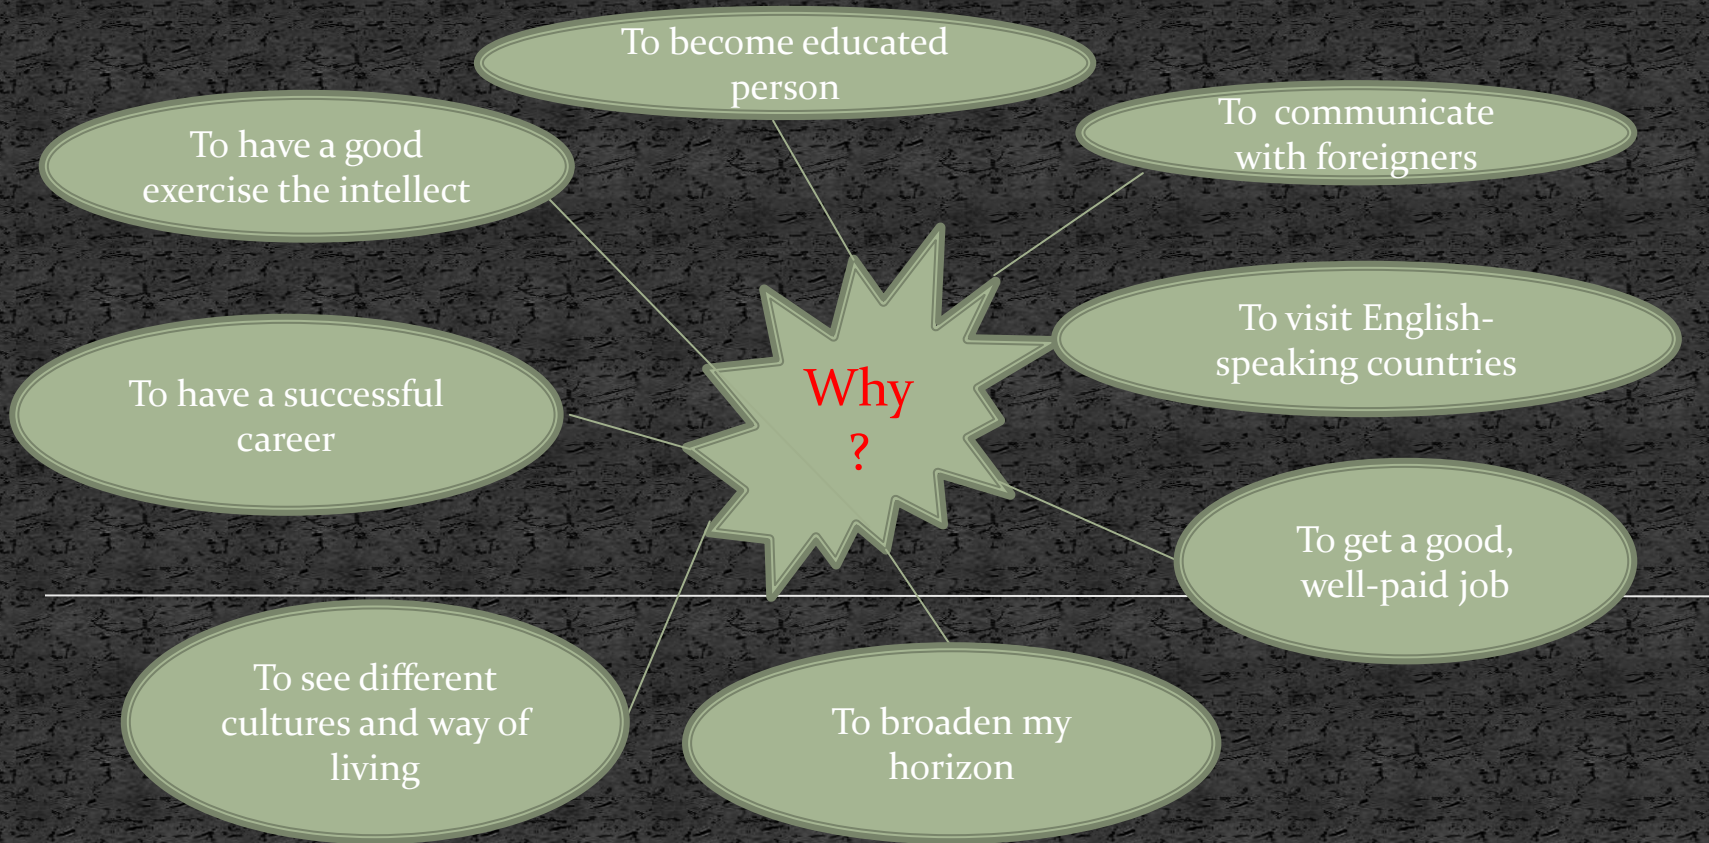 To become educated
person
To communicate
with foreigners
To have a good
exercise the intellect
To visit English-
speaking countries
Why
?
To have a successful
career
To get a good,
well-paid job
To see different
cultures and way of
living
To broaden my
horizon